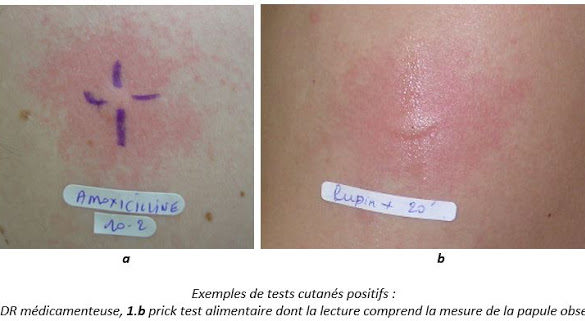 AMOXICILLINE
10-2
lupin + 20'
a
b
Exemples de tests cutanés positifs :
DR médicamenteuse, 1.b prick test alimentaire dont la lecture comprend la mesure de la papule obs